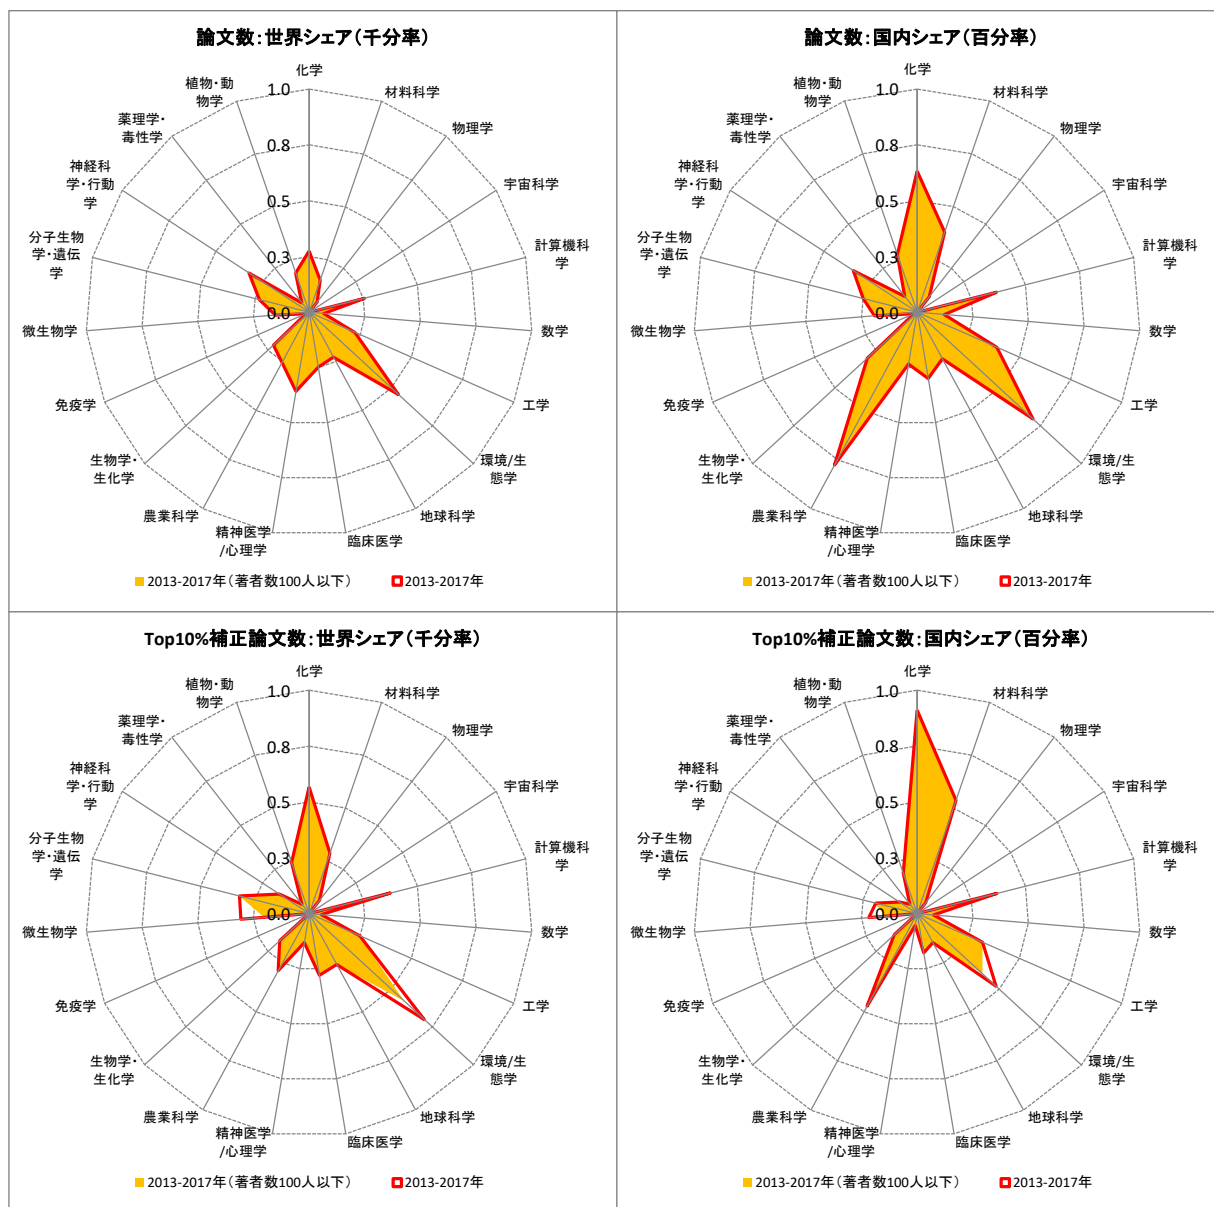 論文数:世界シェア(千分率)
化学
材料科学
物理学
宇宙科学
計算機科
学
数学
工学
環境/生
態学
地球科学
臨床医学
精神医学
/心理学
農業科学
生物学・
生化学
免疫学
微生物学
分子生物
学・遺伝
学
神経科
学・行動
学
薬理学・
毒性学
植物・動
物学
1.0
0.8
0.5
0.3
0.0
2013-2017年(著者数100人以下)
2013-2017年
論文数:国内シェア(百分率)
化学
材料科学
物理学
宇宙科学
計算機科
学
数学
工学
環境/生
態学
地球科学
臨床医学
精神医学
/心理学
農業科学
生物学・
生化学
免疫学
微生物学
分子生物
学・遺伝
学
神経科
学・行動
学
薬理学・
毒性学
植物・動
物学
1.0
0.8
0.5
0.3
0.0
2013-2017年(著者数100人以下)
2013-2017年
Top10%補正論文数:世界シェア(千分率)
化学
材料科学
物理学
宇宙科学
計算機科
学
数学
工学
環境/生
態学
地球科学
臨床医学
精神医学
/心理学
農業科学
生物学・
生化学
免疫学
微生物学
分子生物
学・遺伝
学
神経科
学・行動
学
薬理学・
毒性学
植物・動
物学
1.0
0.8
0.5
0.3
0.0
2013-2017年(著者数100人以下)
2013-2017年
Top10%補正論文数:国内シェア(百分率)
化学
材料科学
物理学
宇宙科学
計算機科
学
数学
工学
環境/生
態学
地球科学
臨床医学
精神医学
/心理学
農業科学
生物学・
生化学
免疫学
微生物学
分子生物
学・遺伝
学
神経科
学・行動
学
薬理学・
毒性学
植物・動
物学
1.0
0.8
0.5
0.3
0.0
2013-2017年(著者数100人以下)
2013-2017年